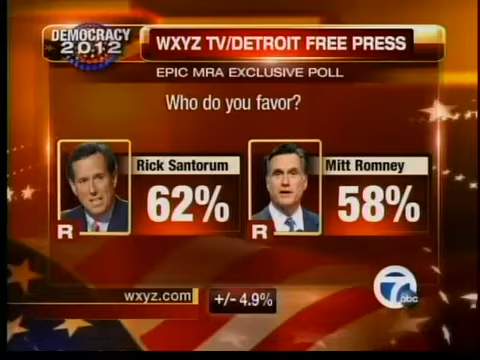 DEMOCRACY
2012
WXYZ TV/DETROIT FREE PRESS
EPIC MRA EXCLUSIVE POLL
Who do you favor?
Rick Santorum
62%
R
Mitt Romney
58%
R
wxyz.com
+/- 4.9%
7
abc